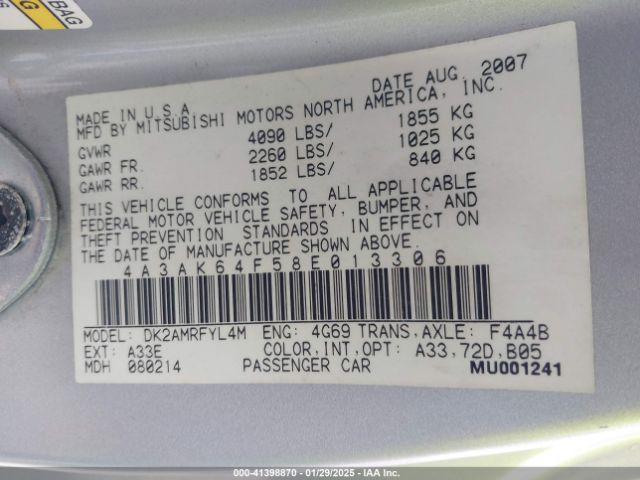 BAG
DATE AUG. 2007
MADE IN U.S.A.
MFD BY MITSUBISHI MOTORS NORTH AMERICA, INC.
GVWR 4090 LBS/ 1855 KG
GAWR FR. 2260 LBS/ 1025 KG
GAWR RR. 1852 LBS/ 840 KG
THIS VEHICLE CONFORMS TO ALL APPLICABLE
FEDERAL MOTOR VEHICLE SAFETY, BUMPER, AND
THEFT PREVENTION STANDARDS IN EFFECT ON
THE DATE OF MANUFACTURE SHOWN ABOVE.
4A3AK64F58E013306
MODEL: DK2AMRFYL4M ENG: 4G69 TRANS,AXLE: F4A4B
EXT: A33E COLOR,INT,OPT: A33,72D,B05
MDH 080214 PASSENGER CAR MU001241
00-41398870 - 01/29/2025 - IAA Inc.